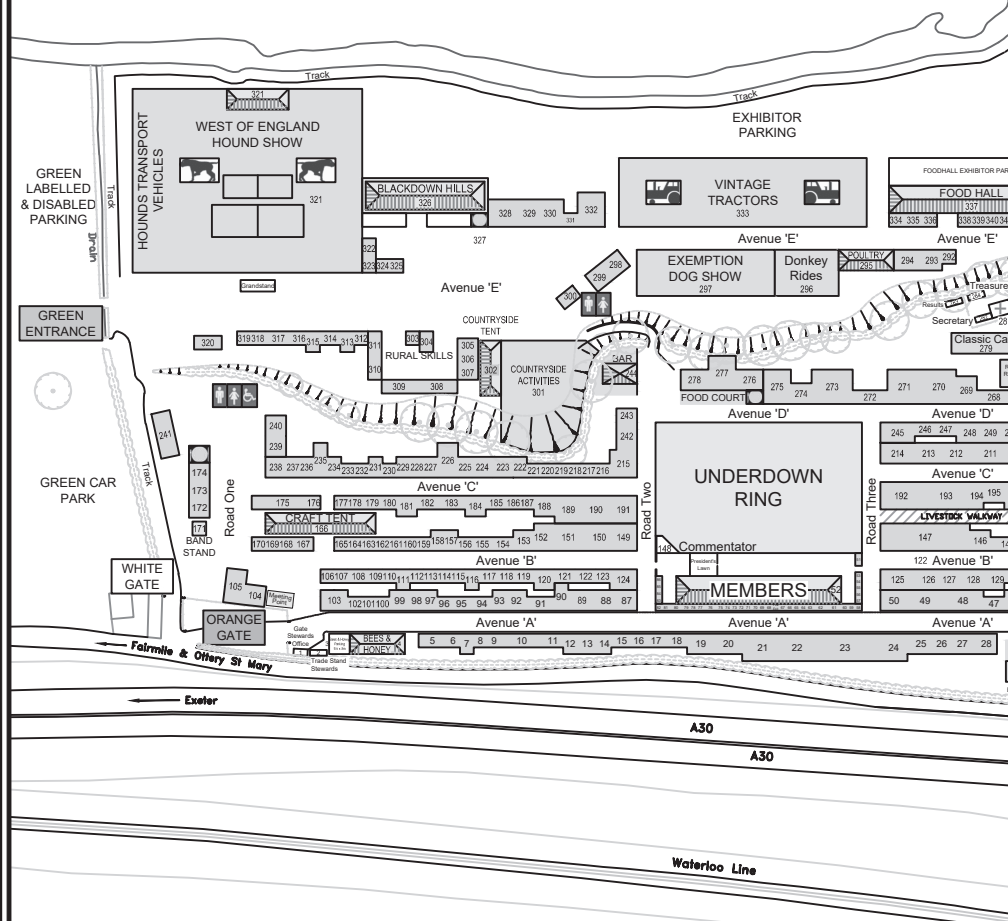 Track
Track
EXHIBITOR
PARKING
321
WEST OF ENGLAND
HOUND SHOW
321
HOUNDS TRANSPORT
VEHICLES
GREEN
LABELLED
& DISABLED
PARKING
Track
Drain
BLACKDOWN HILLS
326
328 329 330 331 332
327
VINTAGE
TRACTORS
333
FOODHALL EXHIBITOR PAR
FOOD HALL
337
334 335 336
Avenue 'E'
Avenue 'E'
322
323 324 325
Grandstand
Avenue 'E'
298
299
300
EXEMPTION
DOG SHOW
297
Donkey
Rides
296
POULTRY
295
294 293 292
Treasure
Results
Secretary
GREEN
ENTRANCE
320
319 318 317 316 315 314 313 312
311
310
303 304
RURAL SKILLS
309 308
COUNTRYSIDE
TENT
305
306
307
302
COUNTRYSIDE
ACTIVITIES
301
BAR
Classic Ca
279
278 277 276
275 274 273 272 271 270 269 268
FOOD COURT
Avenue 'D'
Avenue 'D'
241
240
239
238 237 236 235 234 233 232 231 230 229 228 227 226 225 224 223 222 221 220 219 218 217 216 215
243
242
Avenue 'C'
245 246 247 248 249
214 213 212 211
Avenue 'C'
GREEN CAR
PARK
Track
174
173
172
171
BAND
STAND
Road One
175 176
CRAFT TENT
166
170 169 168 167
177 178 179 180 181 182 183 184 185 186 187 188 189 190 191
165 164 163 162 161 160 159 158 157 156 155 154 153 152 151 150 149
Avenue 'B'
Road Two
UNDERDOWN
RING
148
Commentator
President's
Lawn
MEMBERS
52
Road Three
192 193 194 195
LIVESTOCK WALKWAY
147 146
122 Avenue 'B'
125 126 127 128 129
50 49 48 47
WHITE
GATE
105 104
Meeting
Point
106 107 108 109 110 111 112 113 114 115 116 117 118 119 120 121 122 123 124
103 102 101 100 99 98 97 96 95 94 93 92 91 90 89 88 87
ORANGE
GATE
Avenue 'A'
Avenue 'A'
Avenue 'A'
Gate
Stewards
Office
Trade Stand
Stewards
BEES &
HONEY
5 6 7 8 9 10 11 12 13 14 15 16 17 18 19 20 21 22 23 24 25 26 27 28
Fairmile & Ottery St Mary
Exeter
A30
A30
Waterloo Line